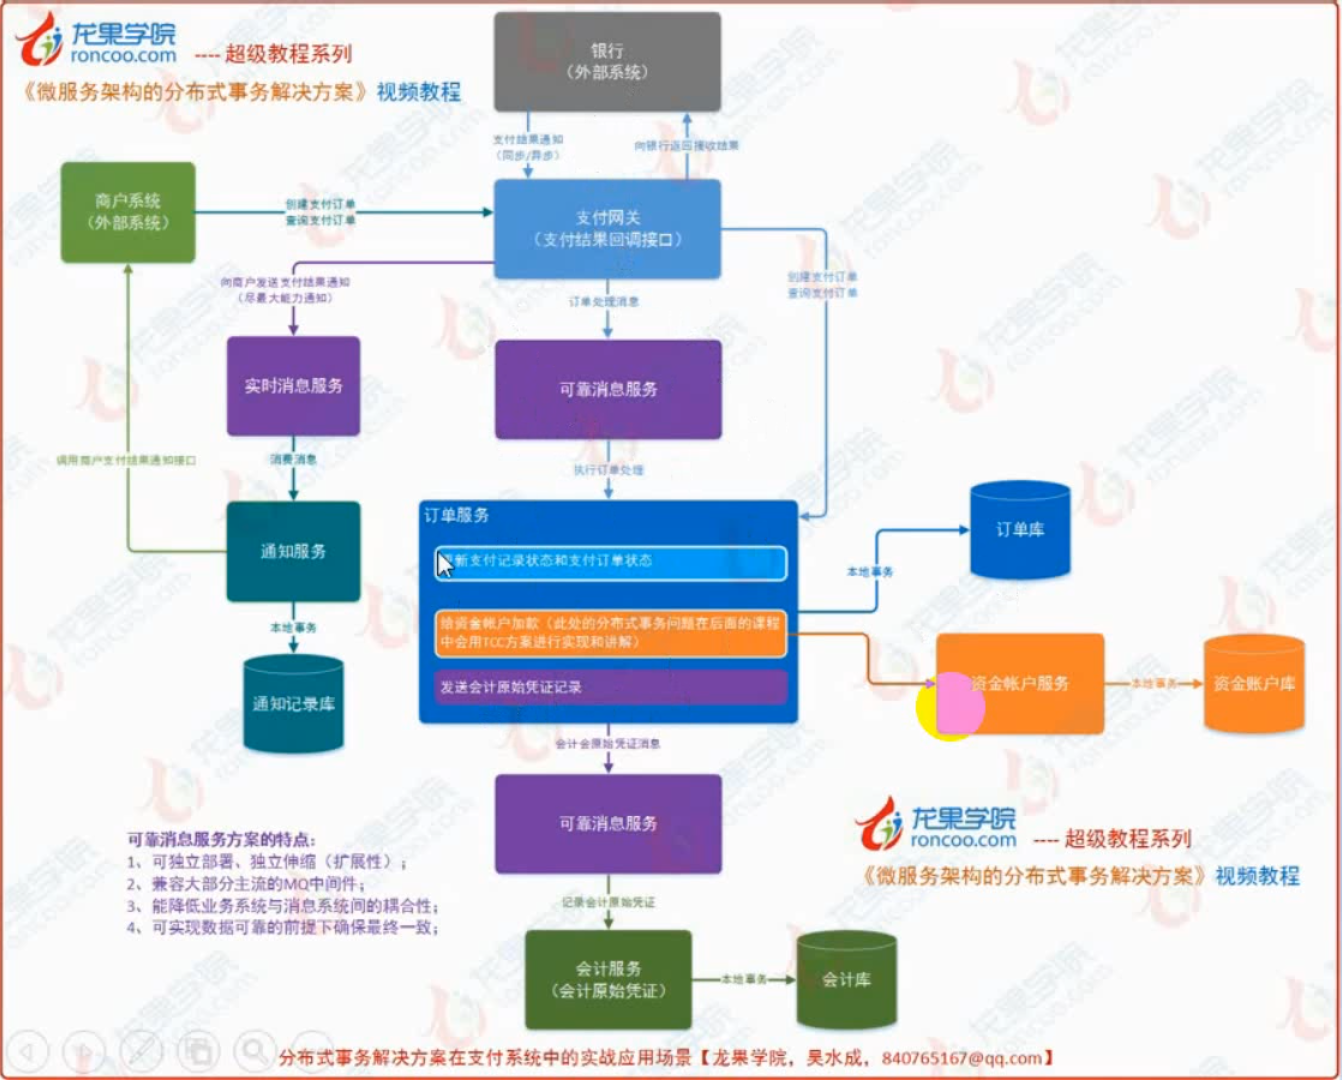 龙果学院
roncoo.com
---- 超级教程系列
《微服务架构的分布式事务解决方案》视频教程
银行
（外部系统）
支付结果通知
（同步/异步）
向银行返回接收结果
商户系统
（外部系统）
创建支付订单
查询支付订单
支付网关
（支付结果回调接口）
向商户发送支付结果通知
（尽最大能力通知）
订单处理消息
创建支付订单
查询支付订单
实时消息服务
可靠消息服务
调用商户支付结果通知接口
消费消息
执行订单处理
通知服务
订单服务
新支付记录状态和支付订单状态
给资金帐户加款（此处的分布式事务问题在后面的课程
中会用TCC方案进行实现和讲解）
发送会计原始凭证记录
本地事务
订单库
本地事务
通知记录库
资金帐户服务
本地事务
资金账户库
会计会原始凭证消息
可靠消息服务
龙果学院
roncoo.com
---- 超级教程系列
《微服务架构的分布式事务解决方案》视频教程
可靠消息服务方案的特点：
1、可独立部署、独立伸缩（扩展性）；
2、兼容大部分主流的MQ中间件；
3、能降低业务系统与消息系统间的耦合性；
4、可实现数据可靠的前提下确保最终一致；
记录会计原始凭证
会计服务
（会计原始凭证）
本地事务
会计库
分布式事务解决方案在支付系统中的实战应用场景【龙果学院，吴水成，840765167@qq.com】